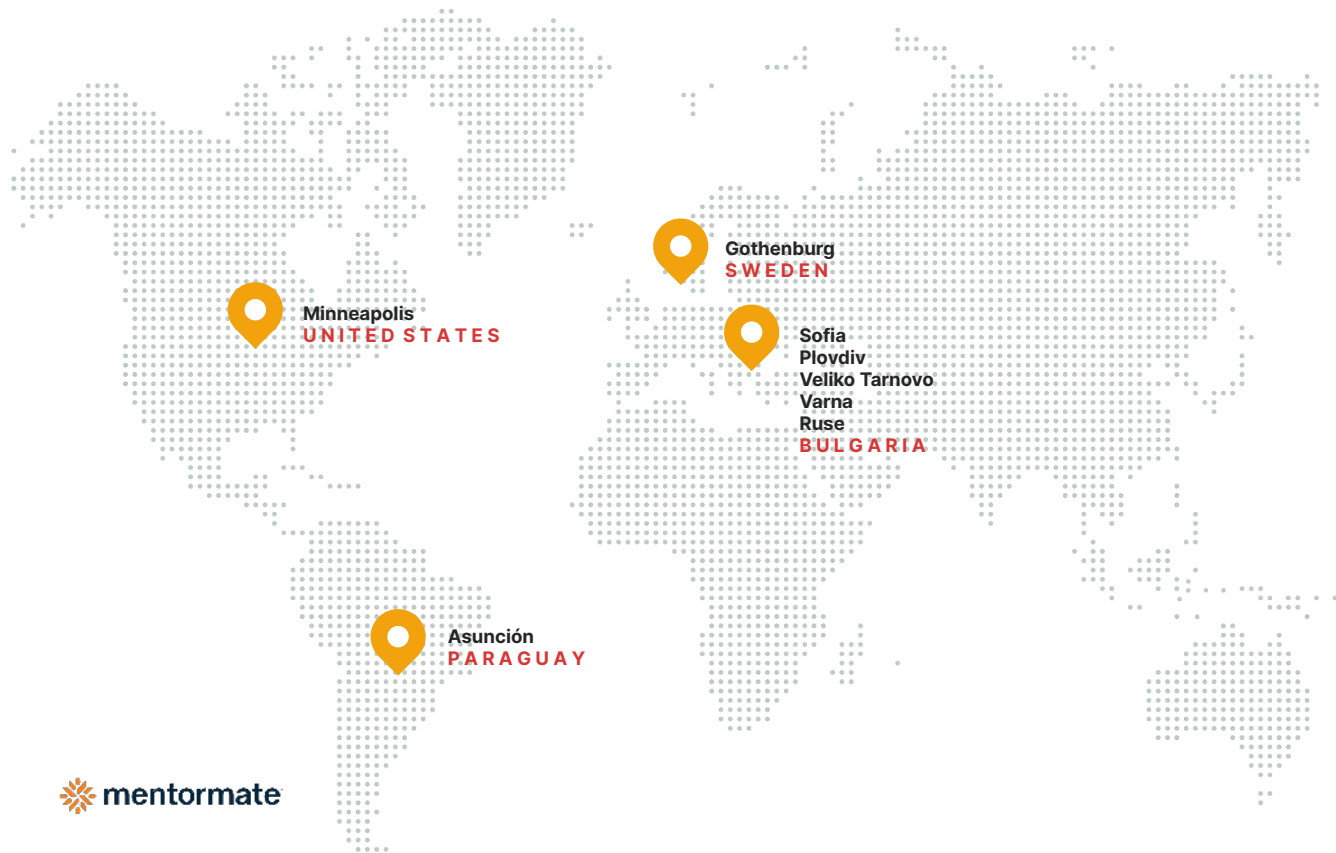 Gothenburg
SWEDEN
Minneapolis
UNITED STATES
Sofia
Plovdiv
Veliko Tarnovo
Varna
Ruse
BULGARIA
Asunción
PARAGUAY
mentormate